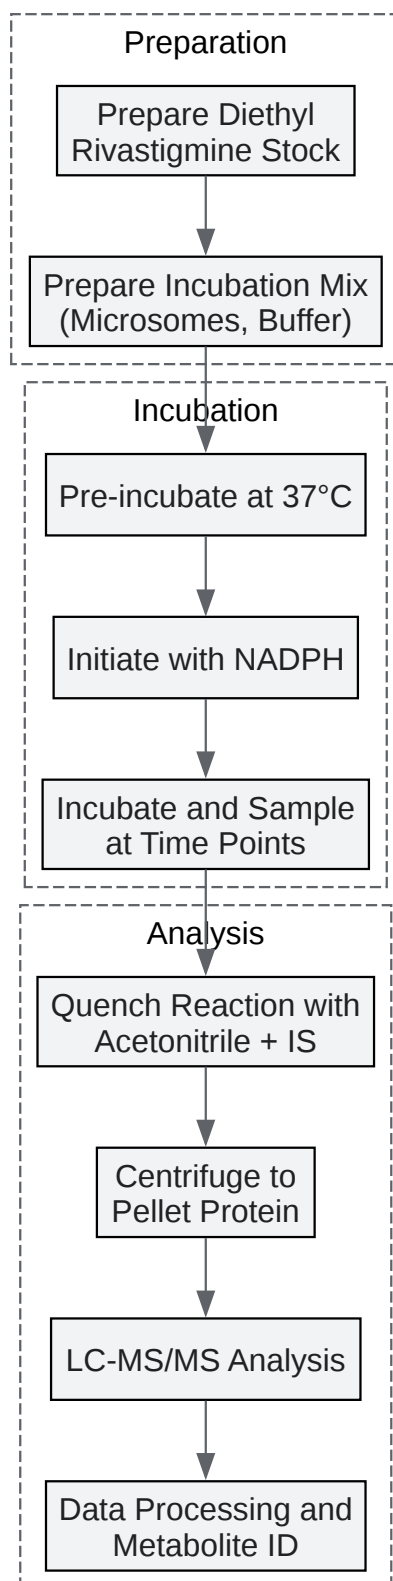 Preparation
Prepare Diethyl
Rivastigmine Stock
Prepare Incubation Mix
(Microsomes, Buffer)
Incubation
Pre-incubate at 37°C
Initiate with NADPH
Incubate and Sample
at Time Points
Analysis
Quench Reaction with
Acetonitrile + IS
Centrifuge to
Pellet Protein
LC-MS/MS Analysis
Data Processing and
Metabolite ID